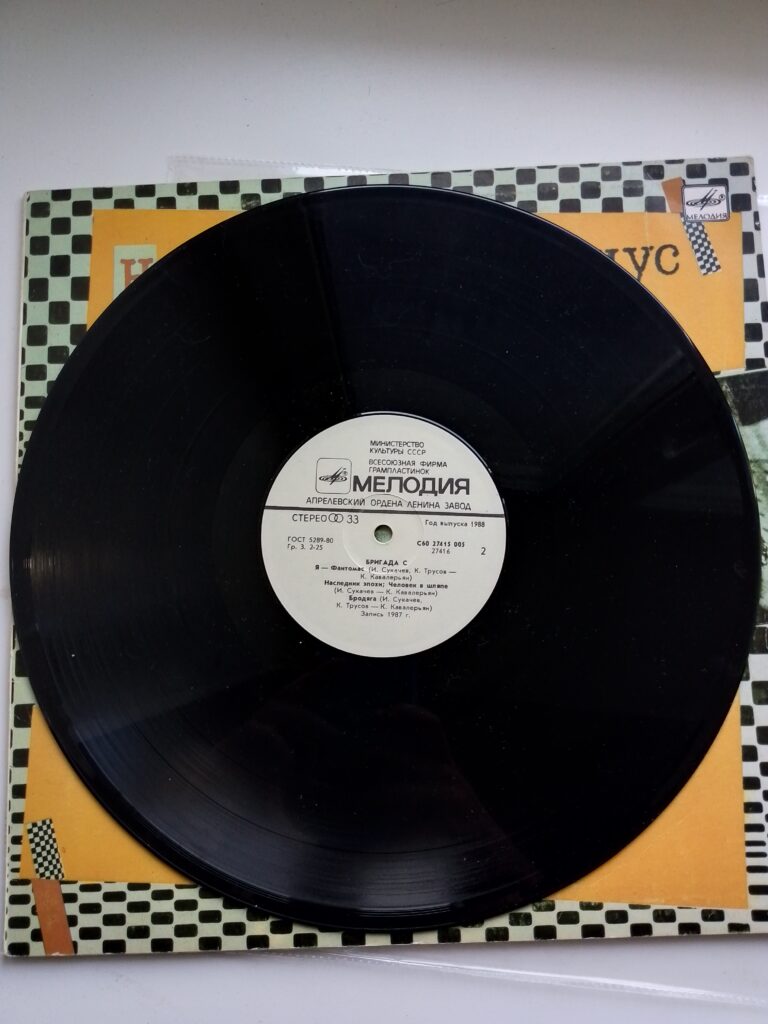 МЕЛОДИЯ
МИНИСТЕРСТВО
КУЛЬТУРЫ СССР
ВСЕСОЮЗНАЯ ФИРМА
ГРАМПЛАСТИНОК
МЕЛОДИЯ
АПРЕЛЕВСКИЙ ОРДЕНА ЛЕНИНА ЗАВОД
СТЕРЕО 33
Год выпуска 1988
ГОСТ 5289-80
Гр. 3. 2-25
С60 27415 005
27416
2
БРИГАДА С
Я — Фантомас (И. Сукачев, К. Трусов —
К. Кавалерьян)
Наследник эпохи; Человек в шляпе
(И. Сукачев — К. Кавалерьян)
Бродяга (И. Сукачев,
К. Трусов — К. Кавалерьян)
Запись 1987 г.